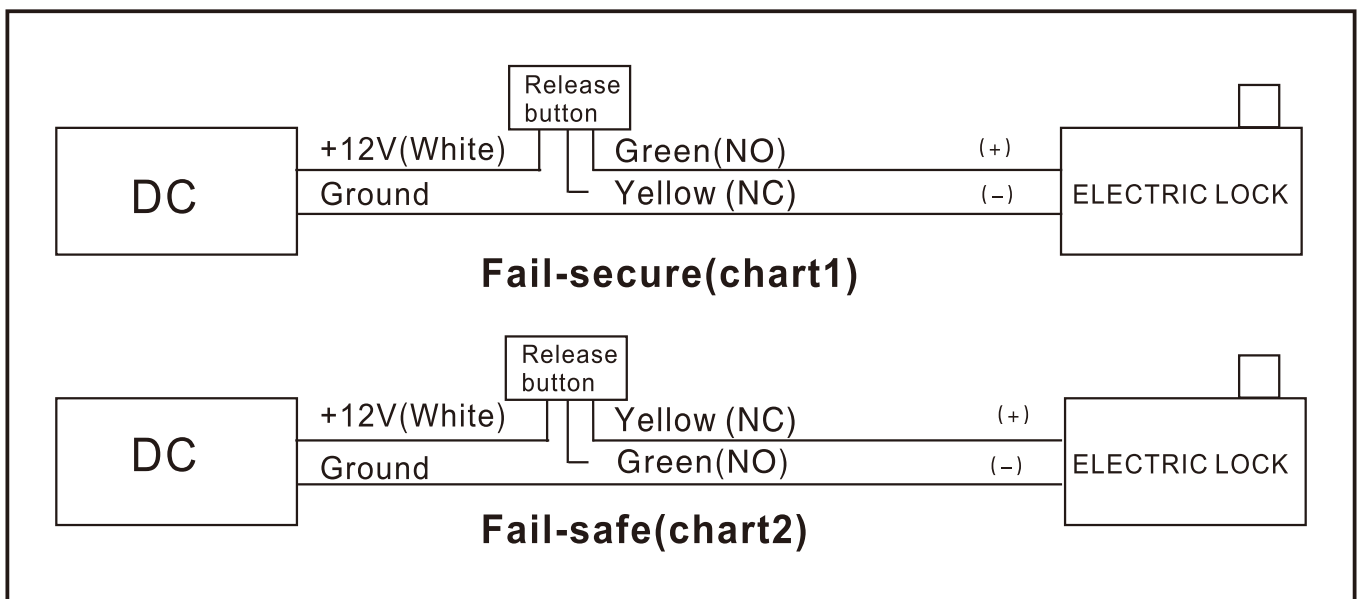 Release
button
+12V(White)
Green(NO)
(+)
DC
Ground
Yellow (NC)
(−)
ELECTRIC LOCK
Fail-secure(chart1)
Release
button
+12V(White)
Yellow (NC)
(+)
DC
Ground
Green(NO)
(−)
ELECTRIC LOCK
Fail-safe(chart2)